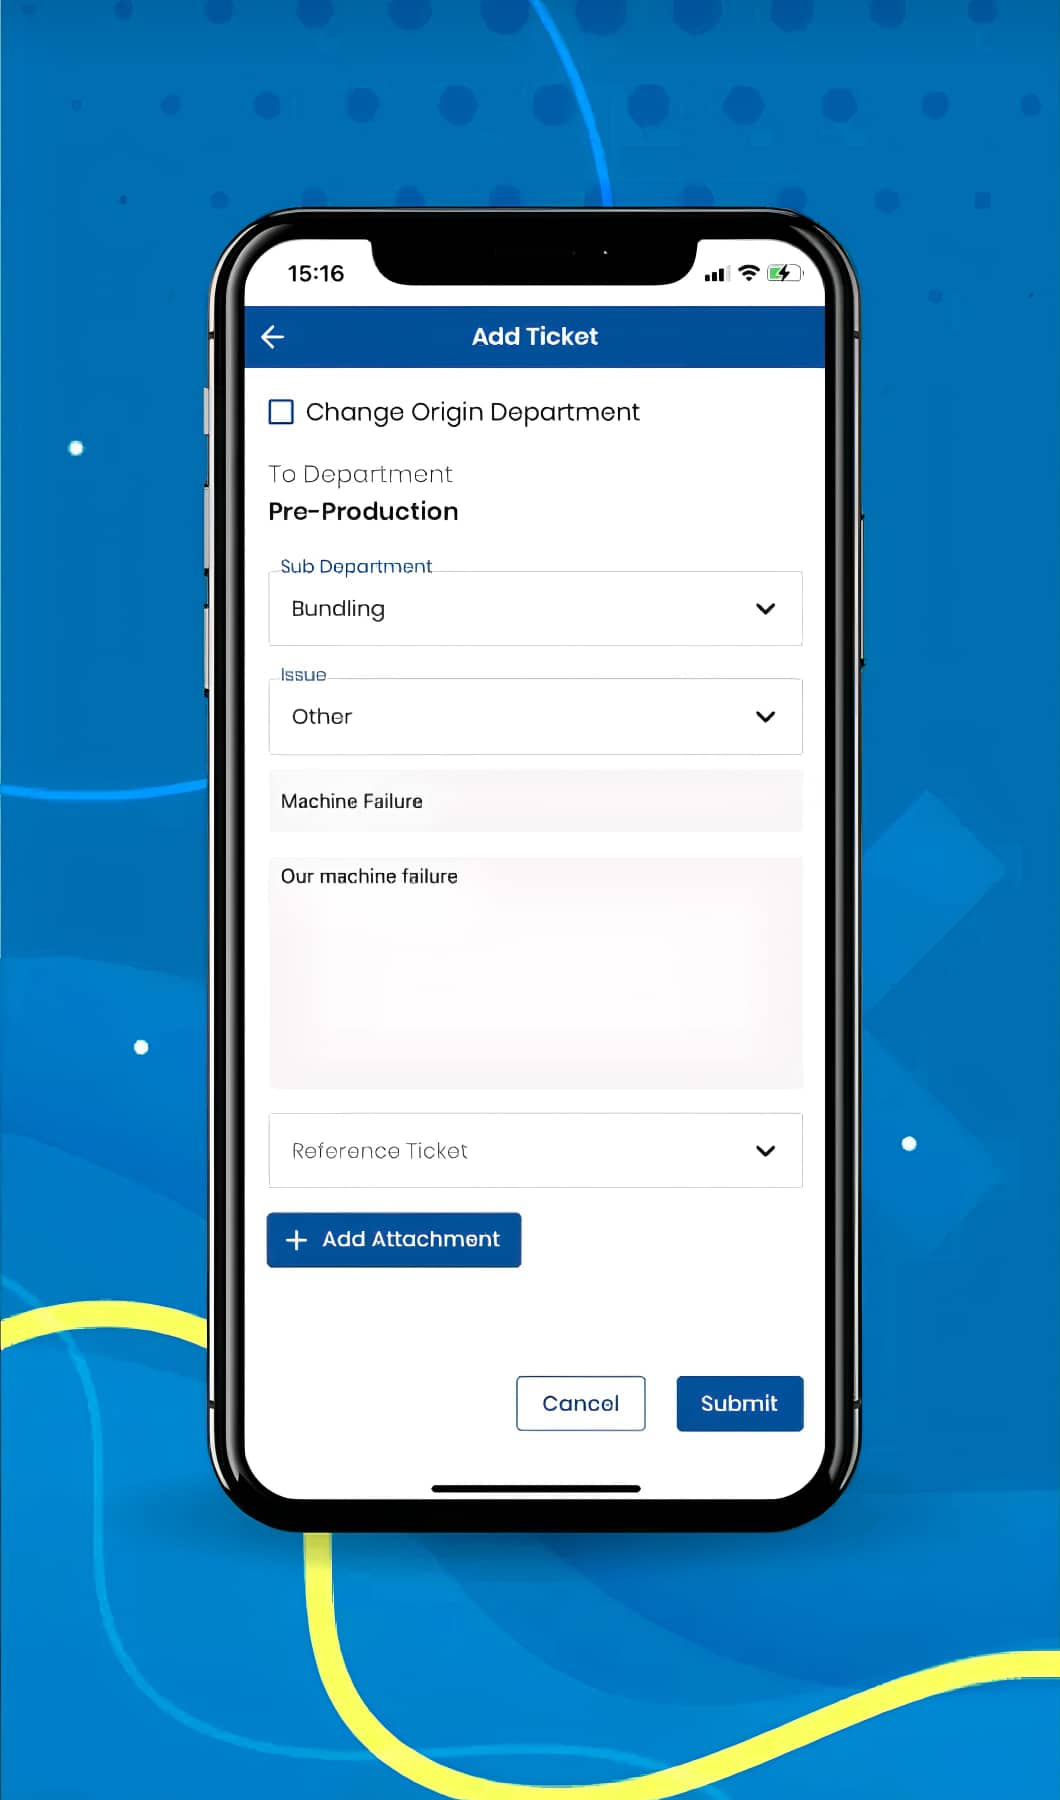 15:16
Add Ticket
Change Origin Department
To Department
Pre-Production
Sub Department
Bundling
Issue
Other
Machine Failure
Our machine failure
Reference Ticket
+ Add Attachment
Cancel
Submit